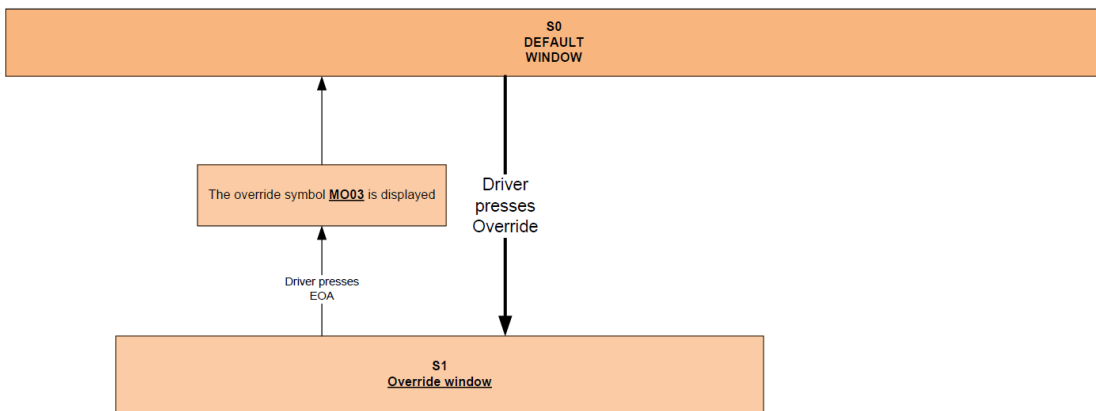 S0
DEFAULT
WINDOW
The override symbol MO03 is displayed
Driver
presses
Override
Driver presses
EOA
S1
Override window